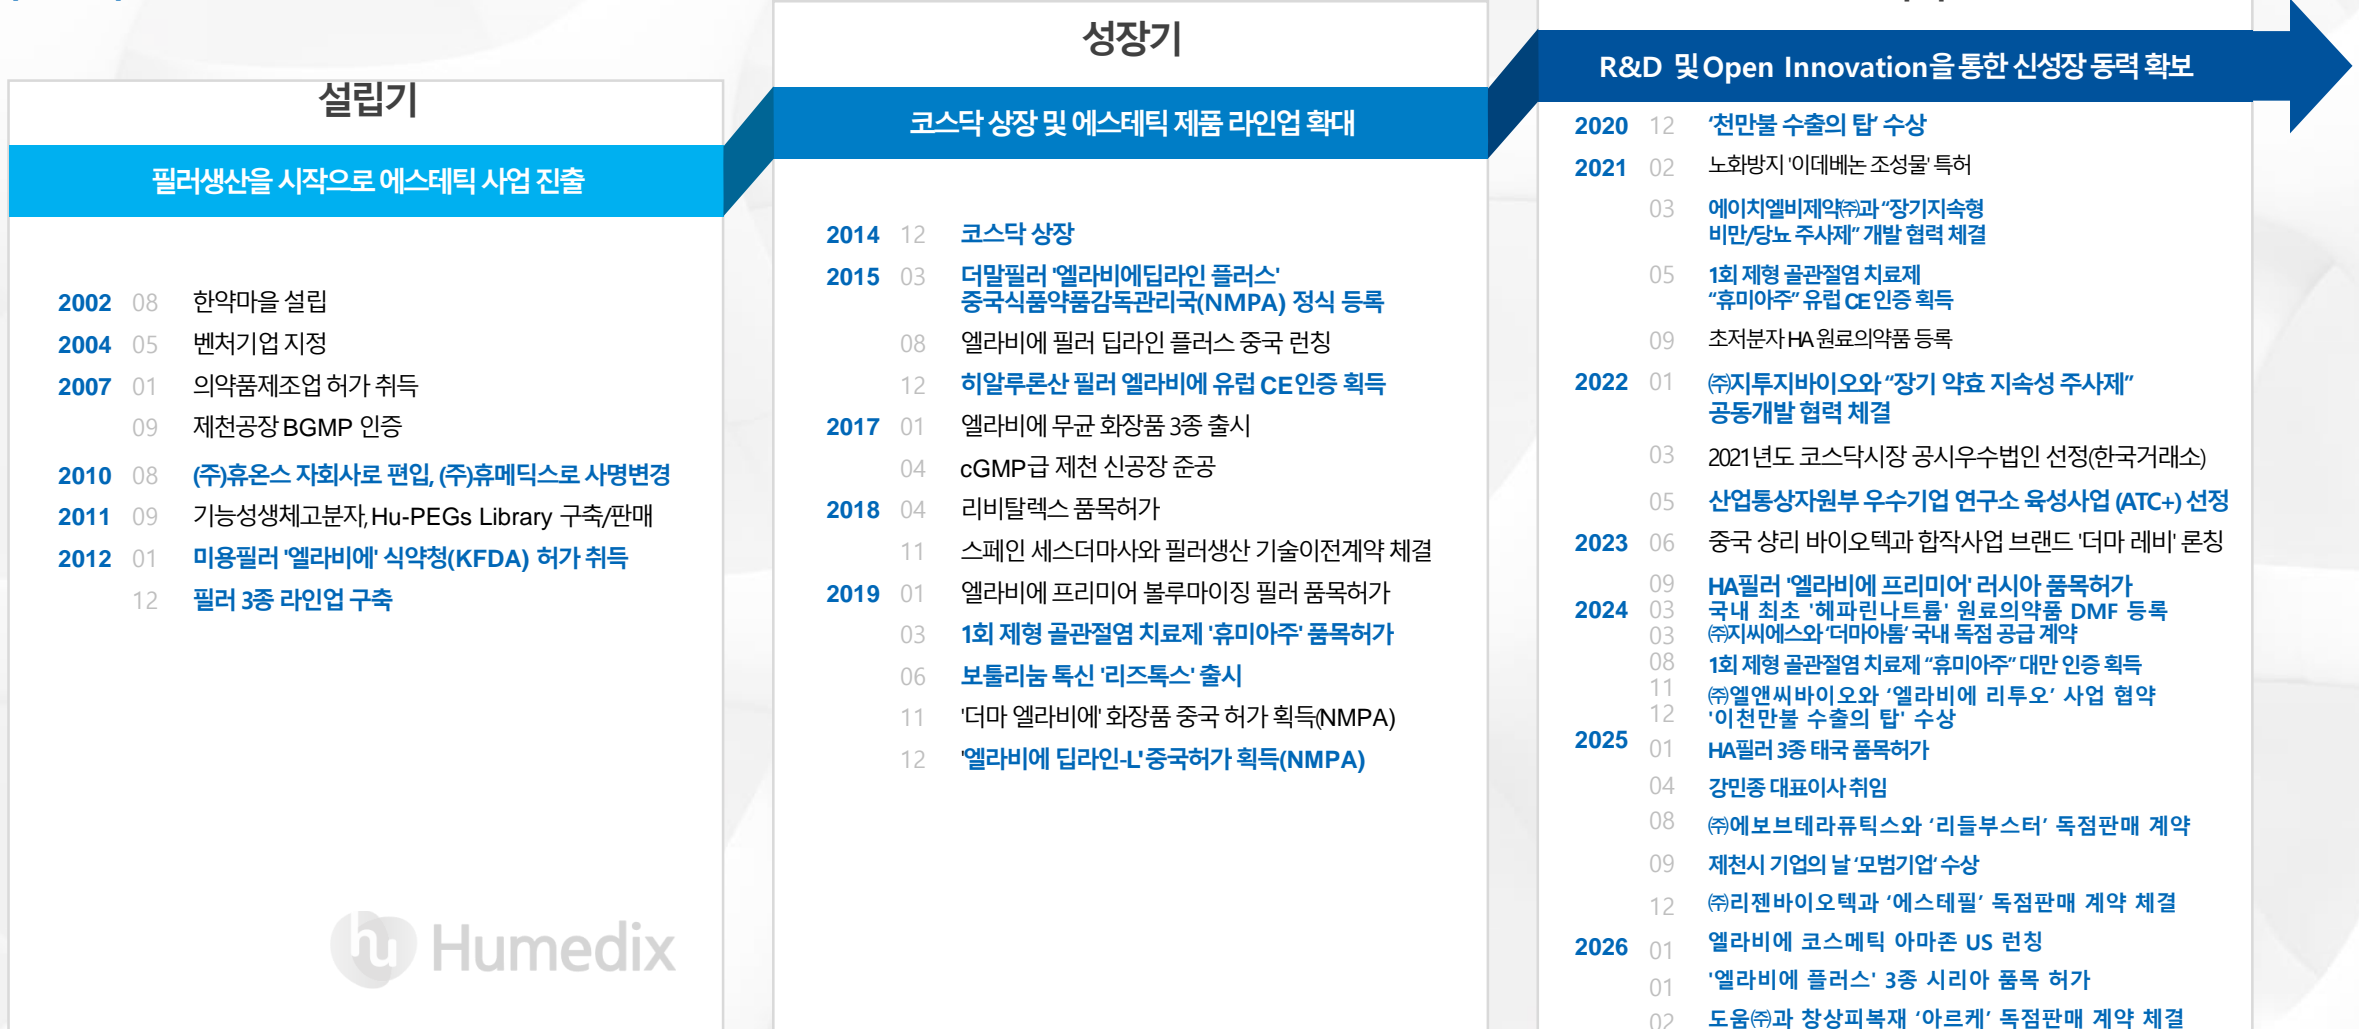 설립기
필러생산을 시작으로 에스테틱 사업 진출
2002 08 한약마을 설립
2004 05 벤처기업 지정
2007 01 의약품제조업 허가 취득
09 제천공장 BGMP 인증
2010 08 (주)휴온스 자회사로 편입, (주)휴메딕스로 사명변경
2011 09 기능성생체고분자, Hu-PEGs Library 구축/판매
2012 01 미용필러 '엘라비에' 식약청(KFDA) 허가 취득
12 필러 3종 라인업 구축
Humedix
성장기
코스닥 상장 및 에스테틱 제품 라인업 확대
2014 12 코스닥 상장
2015 03 더말필러 '엘라비에딥라인 플러스'
중국식품약품감독관리국(NMPA) 정식 등록
08 엘라비에 필러 딥라인 플러스 중국 런칭
12 히알루론산 필러 엘라비에 유럽 CE인증 획득
2017 01 엘라비에 무균 화장품 3종 출시
04 cGMP급 제천 신공장 준공
2018 04 리비탈렉스 품목허가
11 스페인 세스더마사와 필러생산 기술이전계약 체결
2019 01 엘라비에 프리미어 볼루마이징 필러 품목허가
03 1회 제형 골관절염 치료제 '휴미아주' 품목허가
06 보툴리눔 톡신 '리즈톡스' 출시
11 '더마 엘라비에' 화장품 중국 허가 획득(NMPA)
12 '엘라비에 딥라인-L' 중국허가 획득(NMPA)
R&D 및 Open Innovation을 통한 신성장 동력 확보
2020 12 ‘천만불 수출의 탑’ 수상
2021 02 노화방지 '이데베논 조성물' 특허
03 에이치엘비제약㈜과 “장기지속형
비만/당뇨 주사제” 개발 협력 체결
05 1회 제형 골관절염 치료제
“휴미아주” 유럽 CE 인증 획득
09 초저분자 HA 원료의약품 등록
2022 01 ㈜지투지바이오와 “장기 약효 지속성 주사제”
공동개발 협력 체결
03 2021년도 코스닥시장 공시우수법인 선정(한국거래소)
05 산업통상자원부 우수기업 연구소 육성사업 (ATC+) 선정
2023 06 중국 샹리 바이오텍과 합작사업 브랜드 '더마 레비' 론칭
09 HA필러 '엘라비에 프리미어' 러시아 품목허가
2024 03 국내 최초 '헤파린나트륨' 원료의약품 DMF 등록
03 ㈜지씨에스와 ‘더마아톰‘ 국내 독점 공급 계약
08 1회 제형 골관절염 치료제 “휴미아주” 대만 인증 획득
11 ㈜엘앤씨바이오와 ‘엘라비에 리투오’ 사업 협약
12 '이천만불 수출의 탑' 수상
2025 01 HA필러 3종 태국 품목허가
04 강민종 대표이사 취임
08 ㈜에보브테라퓨틱스와 ‘리들부스터’ 독점판매 계약
09 제천시 기업의 날 ‘모범기업‘ 수상
12 ㈜리젠바이오텍과 ‘에스테필’ 독점판매 계약 체결
2026 01 엘라비에 코스메틱 아마존 US 런칭
01 '엘라비에 플러스' 3종 시리아 품목 허가
02 도움㈜과 창상피복재 ‘아르케’ 독점판매 계약 체결